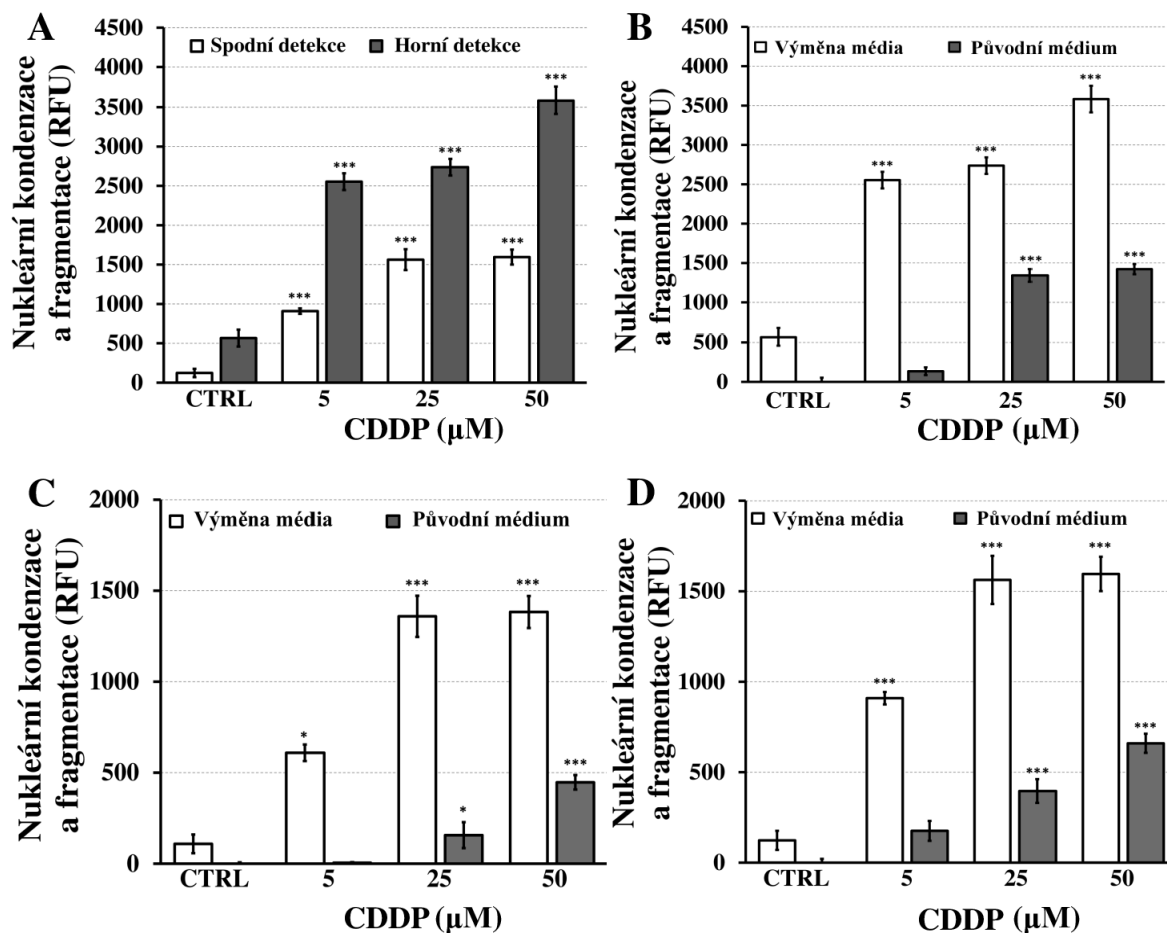 A
Nukleární kondenzace
a fragmentace (RFU)
Spodní detekce Horní detekce
4500
4000
3500
3000
2500
2000
1500
1000
500
0
***
***
***
***
***
***
CTRL 5 25 50
CDDP (µM)
B
Nukleární kondenzace
a fragmentace (RFU)
Výměna média Původní médium
4500
4000
3500
3000
2500
2000
1500
1000
500
0
***
***
***
***
***
CTRL 5 25 50
CDDP (µM)
C
Nukleární kondenzace
a fragmentace (RFU)
Výměna média Původní médium
2000
1500
1000
500
0
*
***
*
***
***
CTRL 5 25 50
CDDP (µM)
D
Nukleární kondenzace
a fragmentace (RFU)
Výměna média Původní médium
2000
1500
1000
500
0
***
***
***
***
***
CTRL 5 25 50
CDDP (µM)